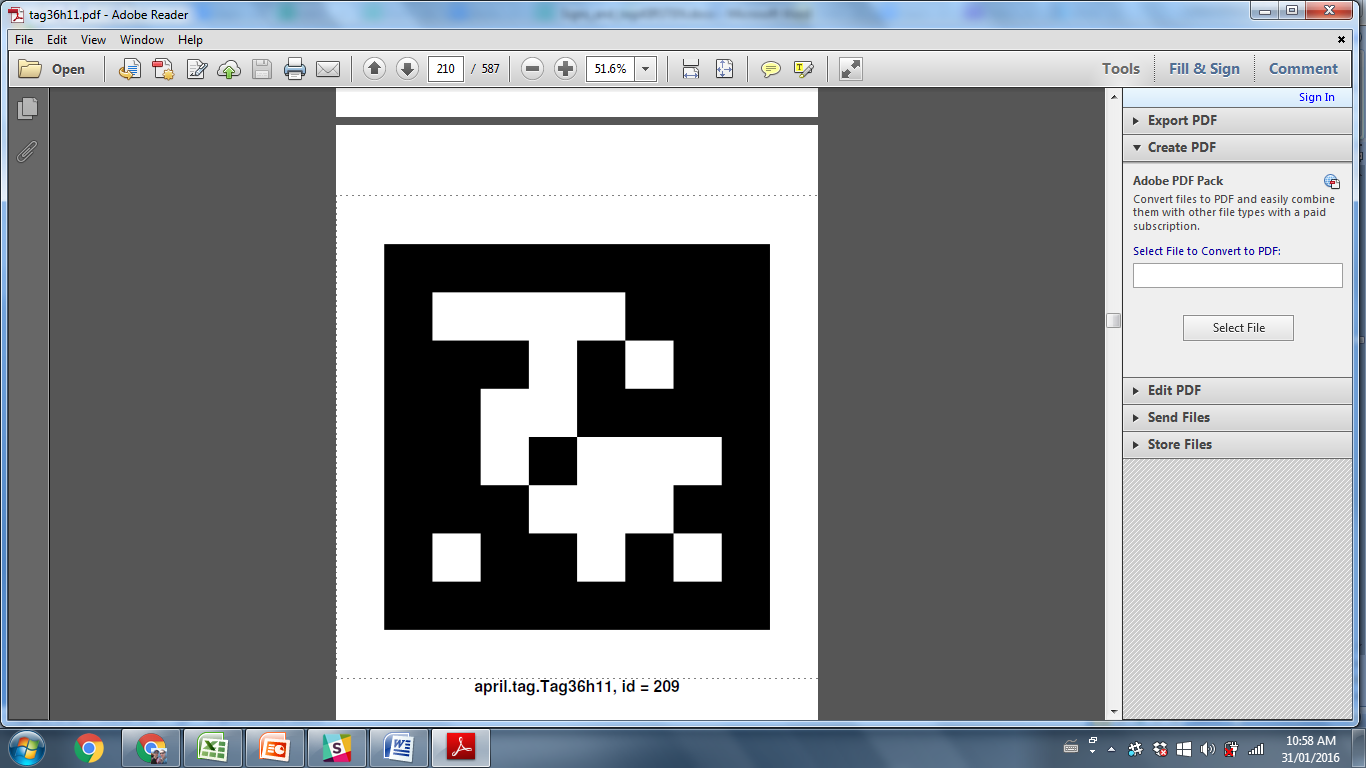 tag36h11.pdf - Adobe Reader
File Edit View Window Help
Open
210 / 587
51.6%
Tools
Fill & Sign
Comment
Sign In
Export PDF
Create PDF
Adobe PDF Pack
Convert files to PDF and easily combine
them with other file types with a paid
subscription.
Select File to Convert to PDF:
Select File
Edit PDF
Send Files
Store Files
april.tag.Tag36h11, id = 209
10:58 AM
31/01/2016